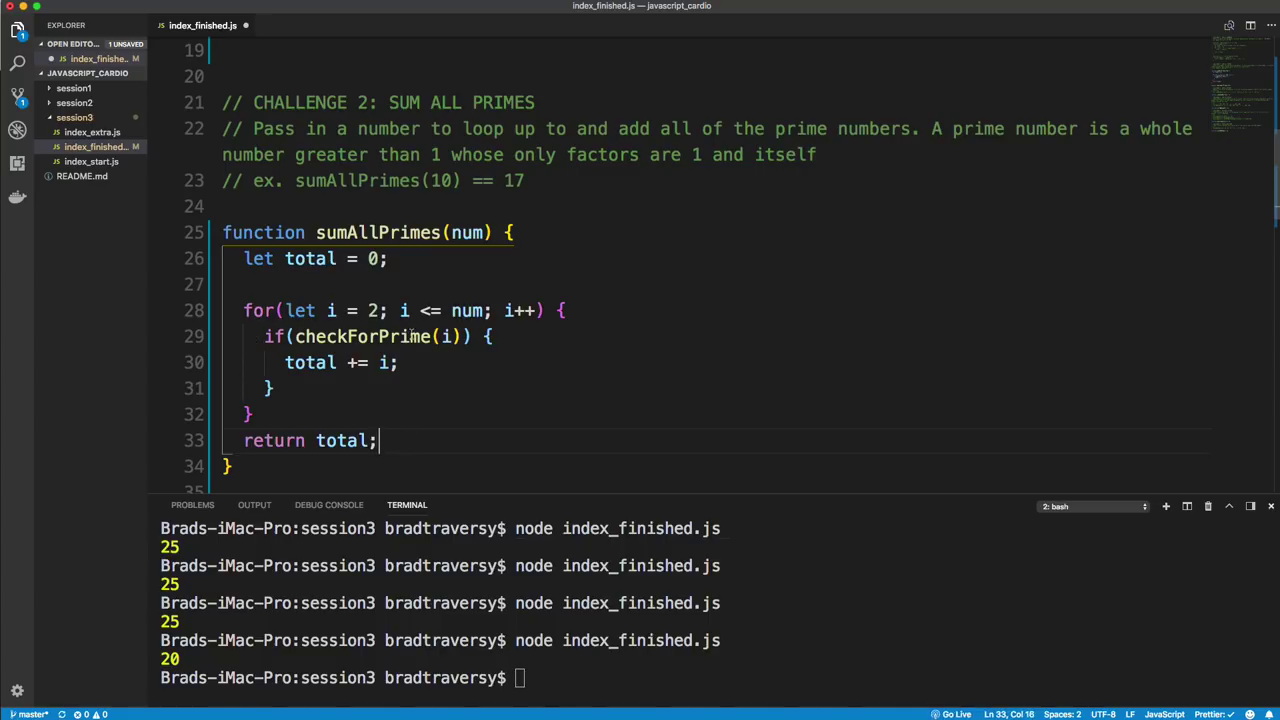 index_finished.js — javascript_cardio
EXPLORER
index_finished.js
OPEN EDITO... 1 UNSAVED
index_finishe.. M
JAVASCRIPT_CARDIO
session1
session2
session3
index_extra.js
index_finished... M
index_start.js
README.md
1
1
19
20
21 // CHALLENGE 2: SUM ALL PRIMES
22 // Pass in a number to loop up to and add all of the prime numbers. A prime number is a whole
number greater than 1 whose only factors are 1 and itself
23 // ex. sumAllPrimes(10) == 17
24
25 function sumAllPrimes(num) {
26 let total = 0;
27
28 for(let i = 2; i <= num; i++) {
29 if(checkForPrime(i)) {
30 total += i;
31 }
32 }
33 return total;
34 }
35
PROBLEMS OUTPUT DEBUG CONSOLE TERMINAL
2: bash
Brads-iMac-Pro:session3 bradtraversy$ node index_finished.js
25
Brads-iMac-Pro:session3 bradtraversy$ node index_finished.js
25
Brads-iMac-Pro:session3 bradtraversy$ node index_finished.js
25
Brads-iMac-Pro:session3 bradtraversy$ node index_finished.js
20
Brads-iMac-Pro:session3 bradtraversy$
master* 0 0 Go Live Ln 33, Col 16 Spaces: 2 UTF-8 LF JavaScript Prettier: ✓